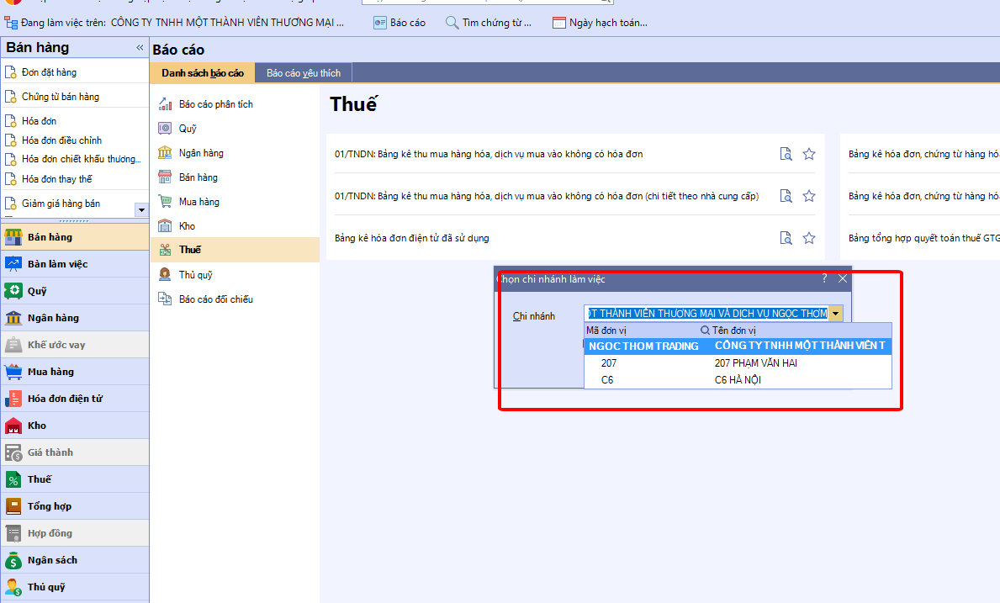 Đang làm việc trên: CÔNG TY TNHH MỘT THÀNH VIÊN THƯƠNG MẠI ...
Báo cáo
Tìm chứng từ ...
Ngày hạch toán...
Bán hàng
«
Báo cáo
Danh sách báo cáo
Báo cáo yêu thích
Đơn đặt hàng
Chứng từ bán hàng
Hóa đơn
Hóa đơn điều chỉnh
Hóa đơn chiết khấu thương...
Hóa đơn thay thế
Giảm giá hàng bán
Bán hàng
Bàn làm việc
Quỹ
Ngân hàng
Khế ước vay
Mua hàng
Hóa đơn điện tử
Kho
Giá thành
Thuế
Tổng hợp
Hợp đồng
Ngân sách
Thủ quỹ
Báo cáo phân tích
Quỹ
Ngân hàng
Bán hàng
Mua hàng
Kho
Thuế
Thủ quỹ
Báo cáo đối chiếu
Thuế
01/TNDN: Bảng kê thu mua hàng hóa, dịch vụ mua vào không có hóa đơn
01/TNDN: Bảng kê thu mua hàng hóa, dịch vụ mua vào không có hóa đơn (chi tiết theo nhà cung cấp)
Bảng kê hóa đơn điện tử đã sử dụng
Bảng kê hóa đơn, chứng từ hàng hó
Bảng kê hóa đơn, chứng từ hàng hó
Bảng tổng hợp quyết toán thuế GTG
Chọn chi nhánh làm việc
?
Chi nhánh
ỘT THÀNH VIÊN THƯƠNG MẠI VÀ DỊCH VỤ NGỌC THƠM
Mã đơn vị
Tên đơn vị
NGOC THOM TRADING
CÔNG TY TNHH MỘT THÀNH VIÊN T
207
207 PHẠM VĂN HAI
C6
C6 HÀ NỘI